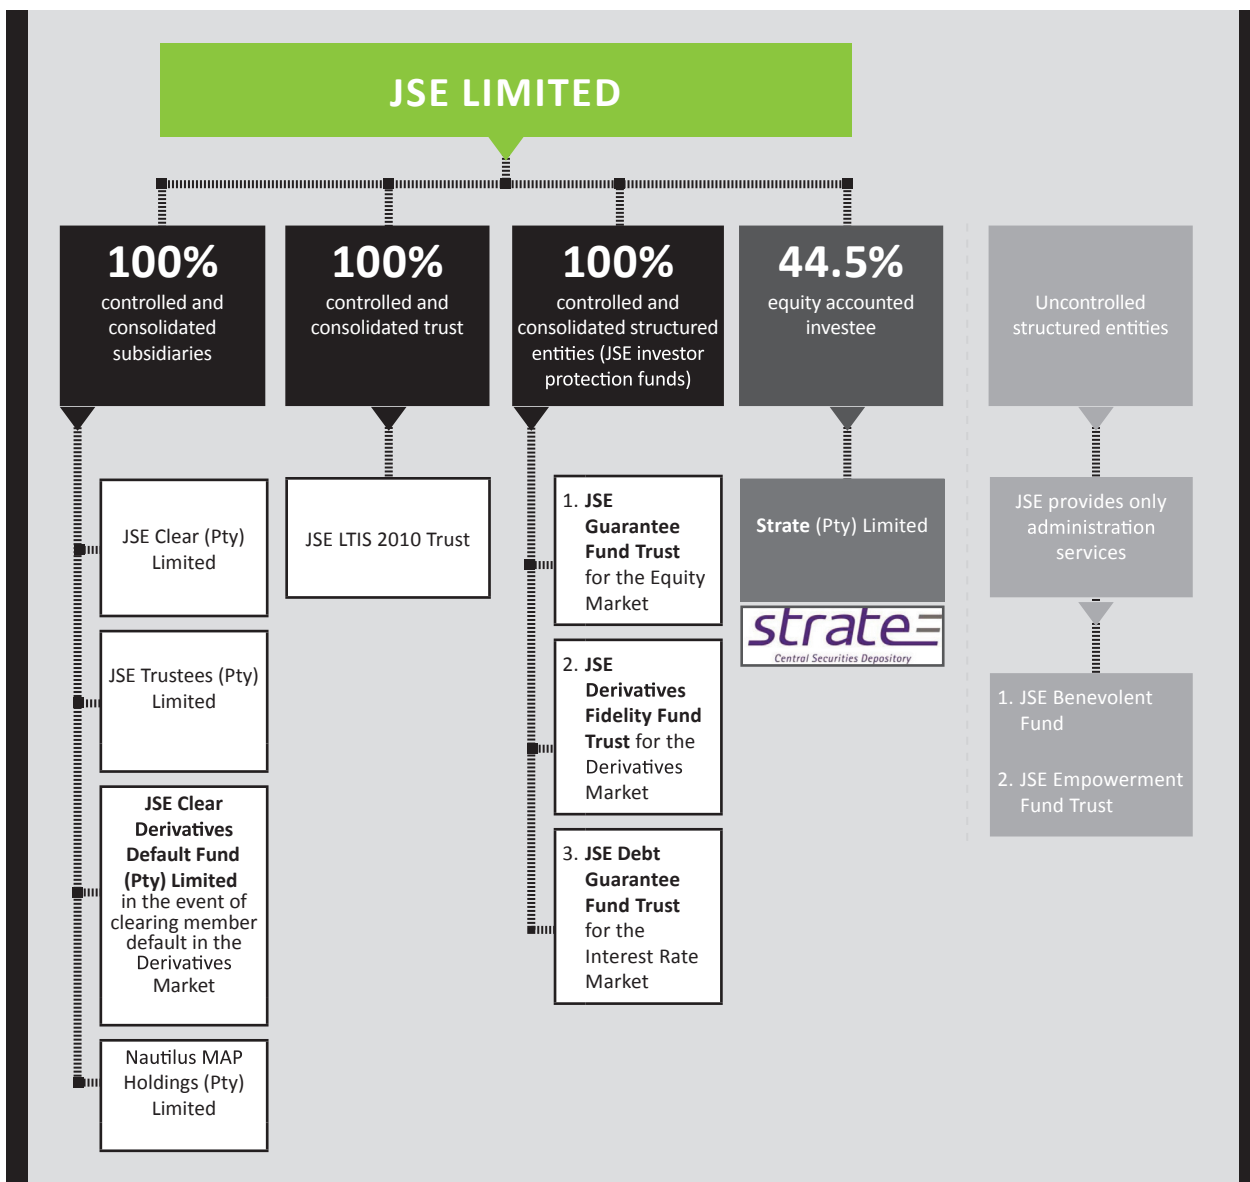 JSE LIMITED
100%
controlled and
consolidated
subsidiaries
JSE Clear (Pty)
Limited
JSE Trustees (Pty)
Limited
JSE Clear
Derivatives
Default Fund
(Pty) Limited
in the event of
clearing member
default in the
Derivatives
Market
Nautilus MAP
Holdings (Pty)
Limited
100%
controlled and
consolidated trust
JSE LTIS 2010 Trust
100%
controlled and
consolidated structured
entities (JSE investor
protection funds)
1. JSE
Guarantee
Fund Trust
for the Equity
Market
2. JSE
Derivatives
Fidelity Fund
Trust for the
Derivatives
Market
3. JSE Debt
Guarantee
Fund Trust
for the
Interest Rate
Market
44.5%
equity accounted
investee
Strate (Pty) Limited
strate
Central Securities Depository
Uncontrolled
structured entities
JSE provides only
administration
services
1. JSE Benevolent
Fund
2. JSE Empowerment
Fund Trust